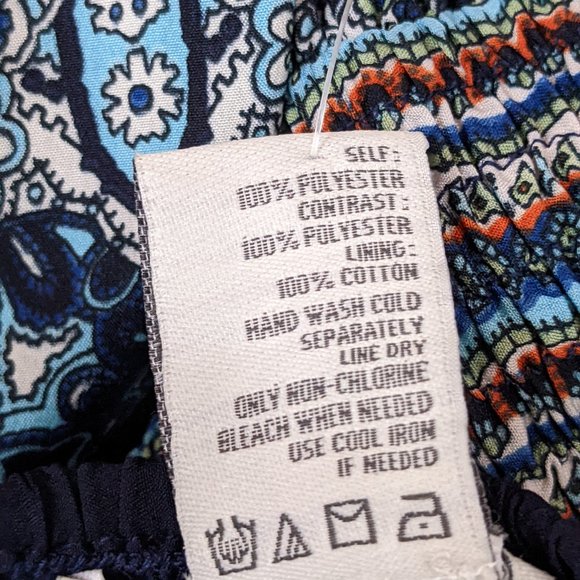 SELF:
100% POLYESTER
CONTRAST:
100% POLYESTER
LINING:
100% COTTON
HAND WASH COLD
SEPARATELY
LINE DRY
ONLY NON-CHLORINE
BLEACH WHEN NEEDED
USE COOL IRON
IF NEEDED